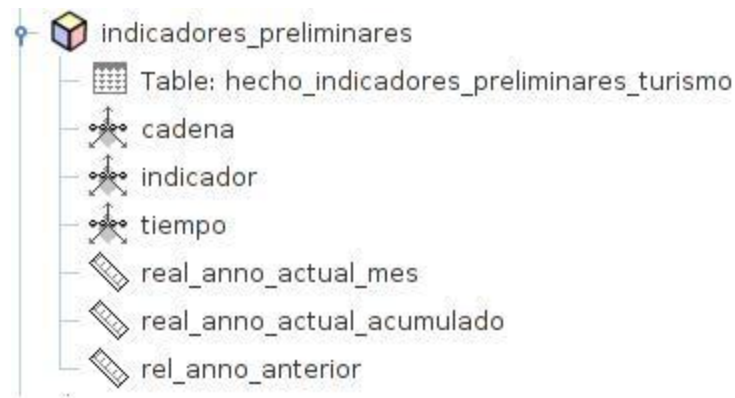 indicadores_preliminares
Table: hecho_indicadores_preliminares_turismo
cadena
indicador
tiempo
real_anno_actual_mes
real_anno_actual_acumulado
rel_anno_anterior